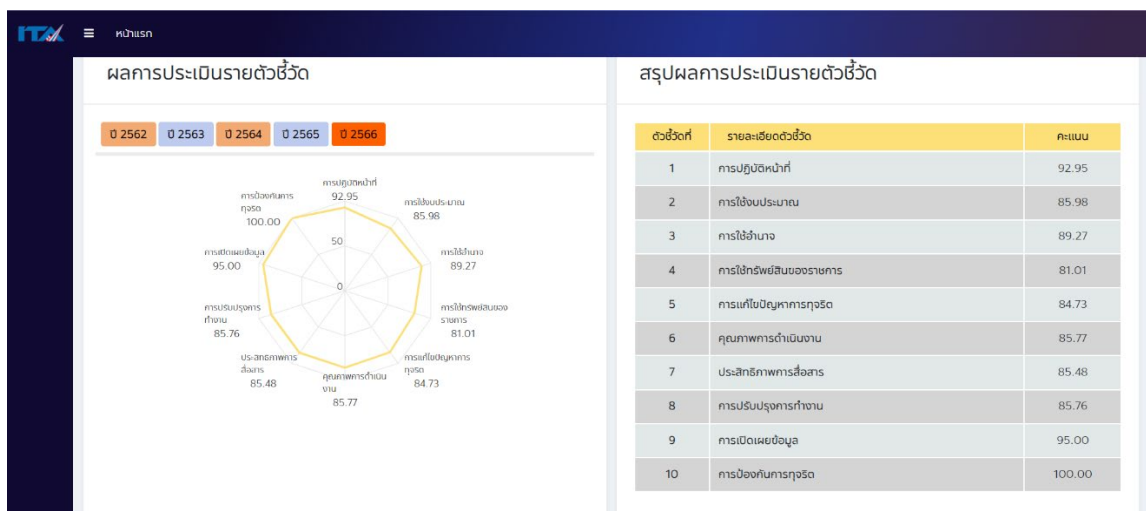 ITA
หน้าแรก
ผลการประเมินรายตัวชี้วัด
ปี 2562 ปี 2563 ปี 2564 ปี 2565 ปี 2566
การปฏิบัติหน้าที่
92.95
การใช้งบประมาณ
85.98
การใช้อำนาจ
89.27
การใช้ทรัพย์สินของ
ราชการ
81.01
การแก้ไขปัญหาการ
ทุจริต
84.73
คุณภาพการดำเนิน
งาน
85.77
ประสิทธิภาพการ
สื่อสาร
85.48
การปรับปรุงการ
ทำงาน
85.76
การเปิดเผยข้อมูล
95.00
การป้องกันการ
ทุจริต
100.00
50
0
สรุปผลการประเมินรายตัวชี้วัด
ตัวชี้วัดที่ รายละเอียดตัวชี้วัด คะแนน
1 การปฏิบัติหน้าที่ 92.95
2 การใช้งบประมาณ 85.98
3 การใช้อำนาจ 89.27
4 การใช้ทรัพย์สินของราชการ 81.01
5 การแก้ไขปัญหาการทุจริต 84.73
6 คุณภาพการดำเนินงาน 85.77
7 ประสิทธิภาพการสื่อสาร 85.48
8 การปรับปรุงการทำงาน 85.76
9 การเปิดเผยข้อมูล 95.00
10 การป้องกันการทุจริต 100.00